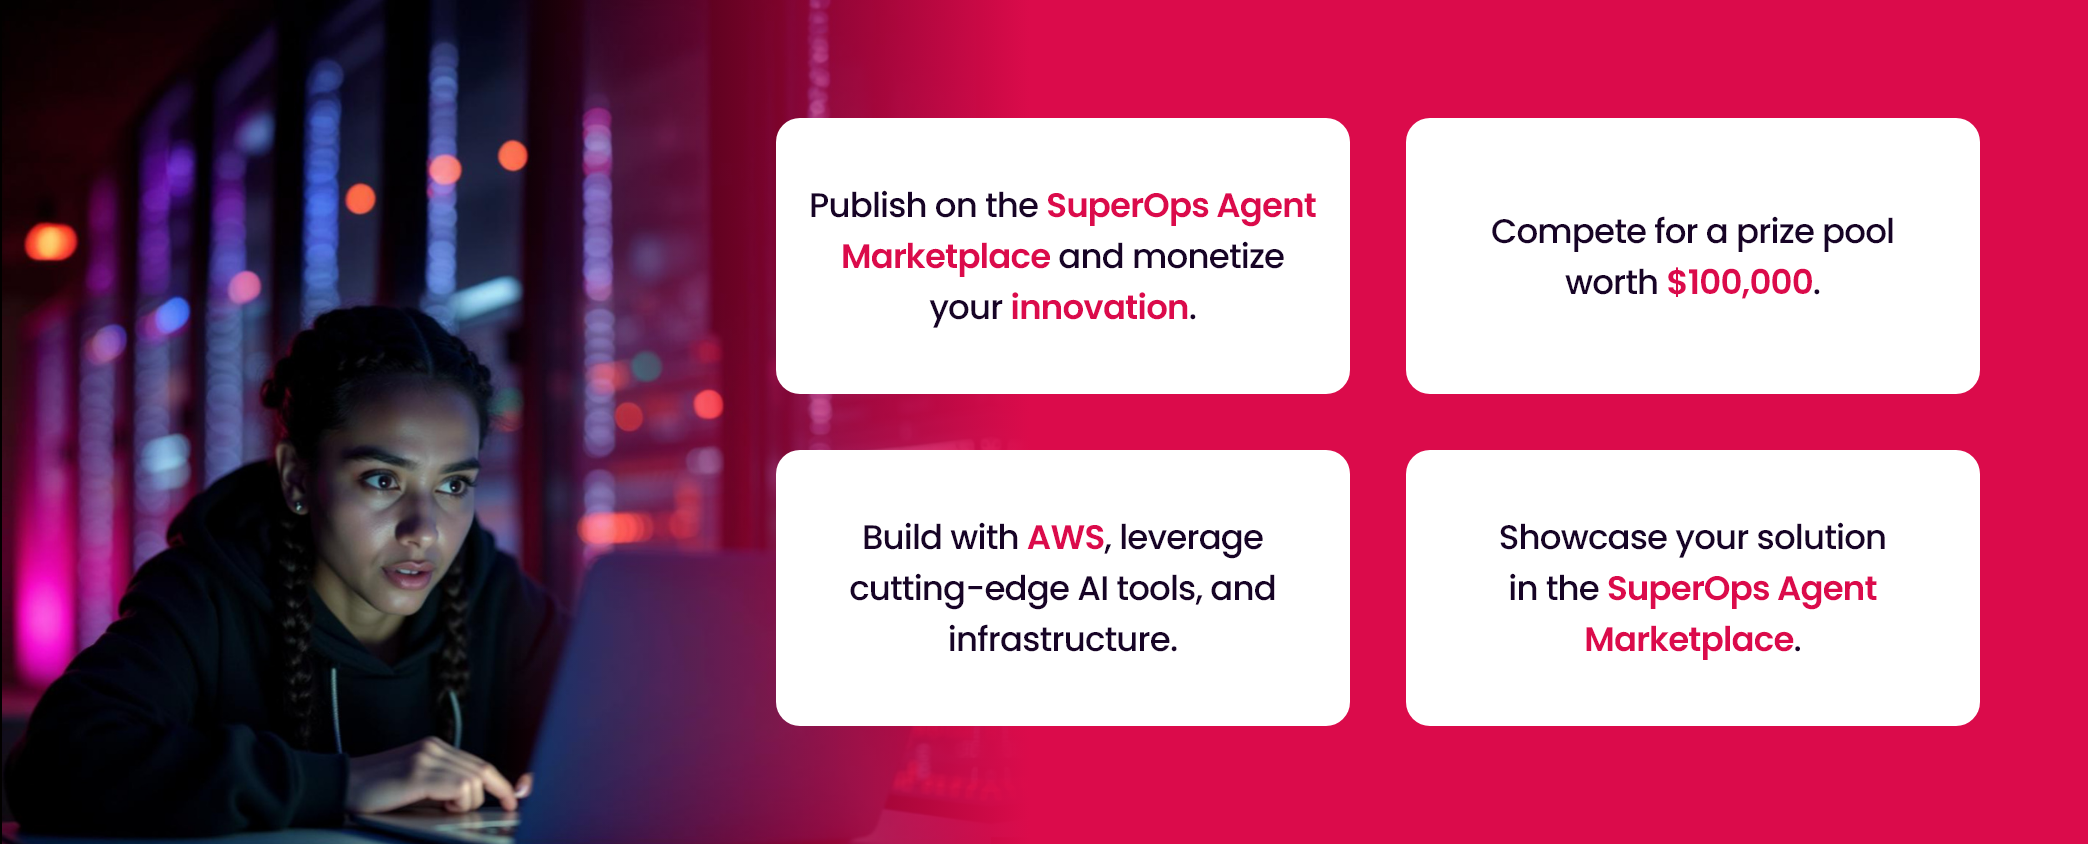 Publish on the SuperOps Agent
Marketplace and monetize
your innovation.
Compete for a prize pool
worth $100,000.
Build with AWS, leverage
cutting-edge AI tools, and
infrastructure.
Showcase your solution
in the SuperOps Agent
Marketplace.